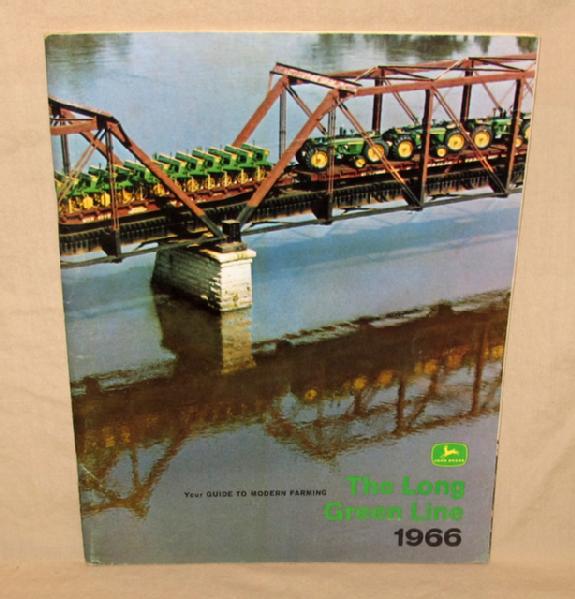 JOHN DEERE
Your GUIDE TO MODERN FARMING
The Long
Green Line
1966